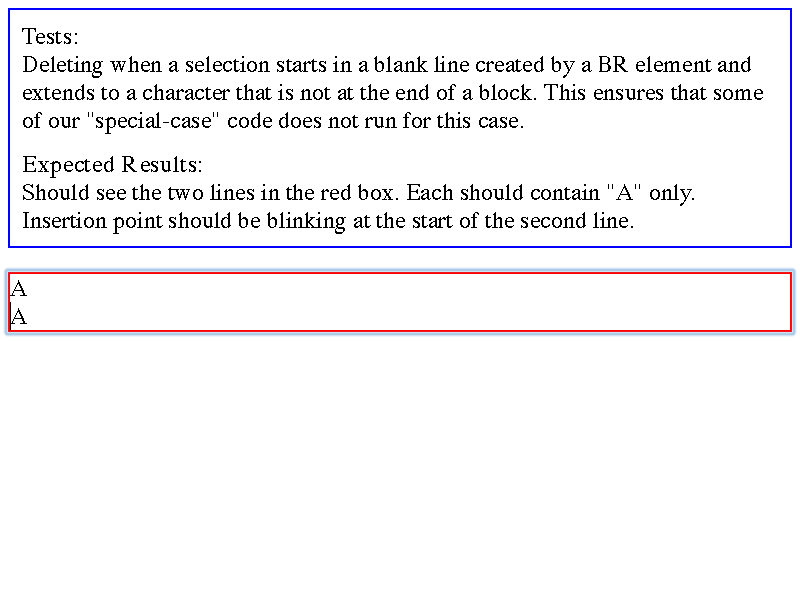 Tests:
Deleting when a selection starts in a blank line created by a BR element and
extends to a character that is not at the end of a block. This ensures that some
of our "special-case" code does not run for this case.
Expected Results:
Should see the two lines in the red box. Each should contain "A" only.
Insertion point should be blinking at the start of the second line.
A
A